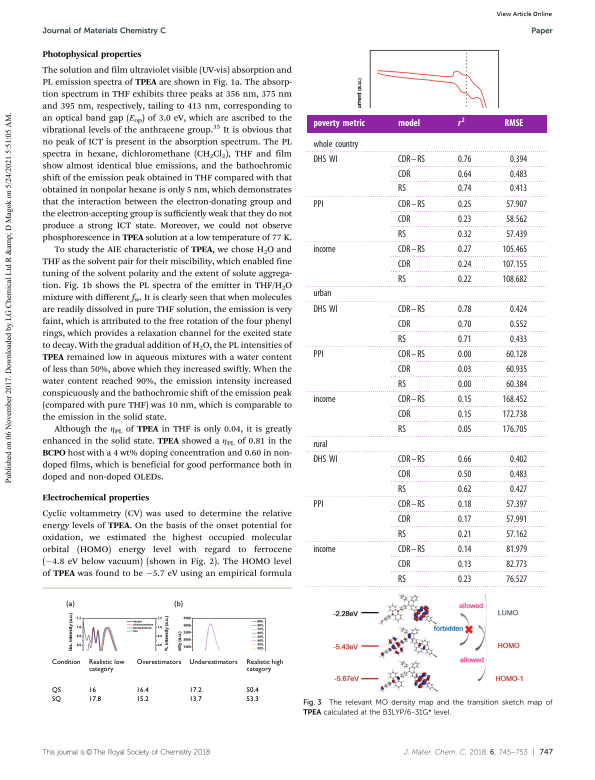 View Article Online
Journal of Materials Chemistry C
Paper
Published on 06 November 2017. Downloaded by LG Chemical Ltd R &amp; D Magok on 5/24/2021 5:51:05 AM.
Photophysical properties
The solution and film ultraviolet visible (UV-vis) absorption and
PL emission spectra of TPEA are shown in Fig. 1a. The absorp-
tion spectrum in THF exhibits three peaks at 356 nm, 375 nm
and 395 nm, respectively, tailing to 413 nm, corresponding to
an optical band gap (Eop) of 3.0 eV, which are ascribed to the
vibrational levels of the anthracene group.35 It is obvious that
no peak of ICT is present in the absorption spectrum. The PL
spectra in hexane, dichloromethane (CH2Cl2), THF and film
show almost identical blue emissions, and the bathochromic
shift of the emission peak obtained in THF compared with that
obtained in nonpolar hexane is only 5 nm, which demonstrates
that the interaction between the electron-donating group and
the electron-accepting group is sufficiently weak that they do not
produce a strong ICT state. Moreover, we could not observe
phosphorescence in TPEA solution at a low temperature of 77 K.
To study the AIE characteristic of TPEA, we chose H2O and
THF as the solvent pair for their miscibility, which enabled fine
tuning of the solvent polarity and the extent of solute aggrega-
tion. Fig. 1b shows the PL spectra of the emitter in THF/H2O
mixture with different fw. It is clearly seen that when molecules
are readily dissolved in pure THF solution, the emission is very
faint, which is attributed to the free rotation of the four phenyl
rings, which provides a relaxation channel for the excited state
to decay. With the gradual addition of H2O, the PL intensities of
TPEA remained low in aqueous mixtures with a water content
of less than 50%, above which they increased swiftly. When the
water content reached 90%, the emission intensity increased
conspicuously and the bathochromic shift of the emission peak
(compared with pure THF) was 10 nm, which is comparable to
the emission in the solid state.
Although the ηPL of TPEA in THF is only 0.04, it is greatly
enhanced in the solid state. TPEA showed a ηPL of 0.81 in the
BCPO host with a 4 wt% doping concentration and 0.60 in non-
doped films, which is beneficial for good performance both in
doped and non-doped OLEDs.
Electrochemical properties
Cyclic voltammetry (CV) was used to determine the relative
energy levels of TPEA. On the basis of the onset potential for
oxidation, we estimated the highest occupied molecular
orbital (HOMO) energy level with regard to ferrocene
(−4.8 eV below vacuum) (shown in Fig. 2). The HOMO level
of TPEA was found to be −5.7 eV using an empirical formula
(a)
(b)
Condition Realistic low Overestimators Underestimators Realistic high
category category
QS 16 16.4 17.2 50.4
SQ 17.8 15.2 13.7 53.3
poverty metric model r2 RMSE
whole country
DHS WI CDR–RS 0.76 0.394
CDR 0.64 0.483
RS 0.74 0.413
PPI CDR–RS 0.25 57.907
CDR 0.23 58.562
RS 0.32 57.439
income CDR–RS 0.27 105.465
CDR 0.24 107.155
RS 0.22 108.682
urban
DHS WI CDR–RS 0.78 0.424
CDR 0.70 0.552
RS 0.71 0.433
PPI CDR–RS 0.00 60.128
CDR 0.03 60.935
RS 0.00 60.384
income CDR–RS 0.15 168.452
CDR 0.15 172.738
RS 0.05 176.705
rural
DHS WI CDR–RS 0.66 0.402
CDR 0.50 0.483
RS 0.62 0.427
PPI CDR–RS 0.18 57.397
CDR 0.17 57.991
RS 0.21 57.162
income CDR–RS 0.14 81.979
CDR 0.13 82.773
RS 0.23 76.527
-2.28eV
allowed
LUMO
forbidden
-5.43eV
HOMO
allowed
-5.67eV
HOMO-1
Fig. 3 The relevant MO density map and the transition sketch map of
TPEA calculated at the B3LYP/6-31G* level.
This journal is © The Royal Society of Chemistry 2018
J. Mater. Chem. C, 2018, 6, 745–753 | 747